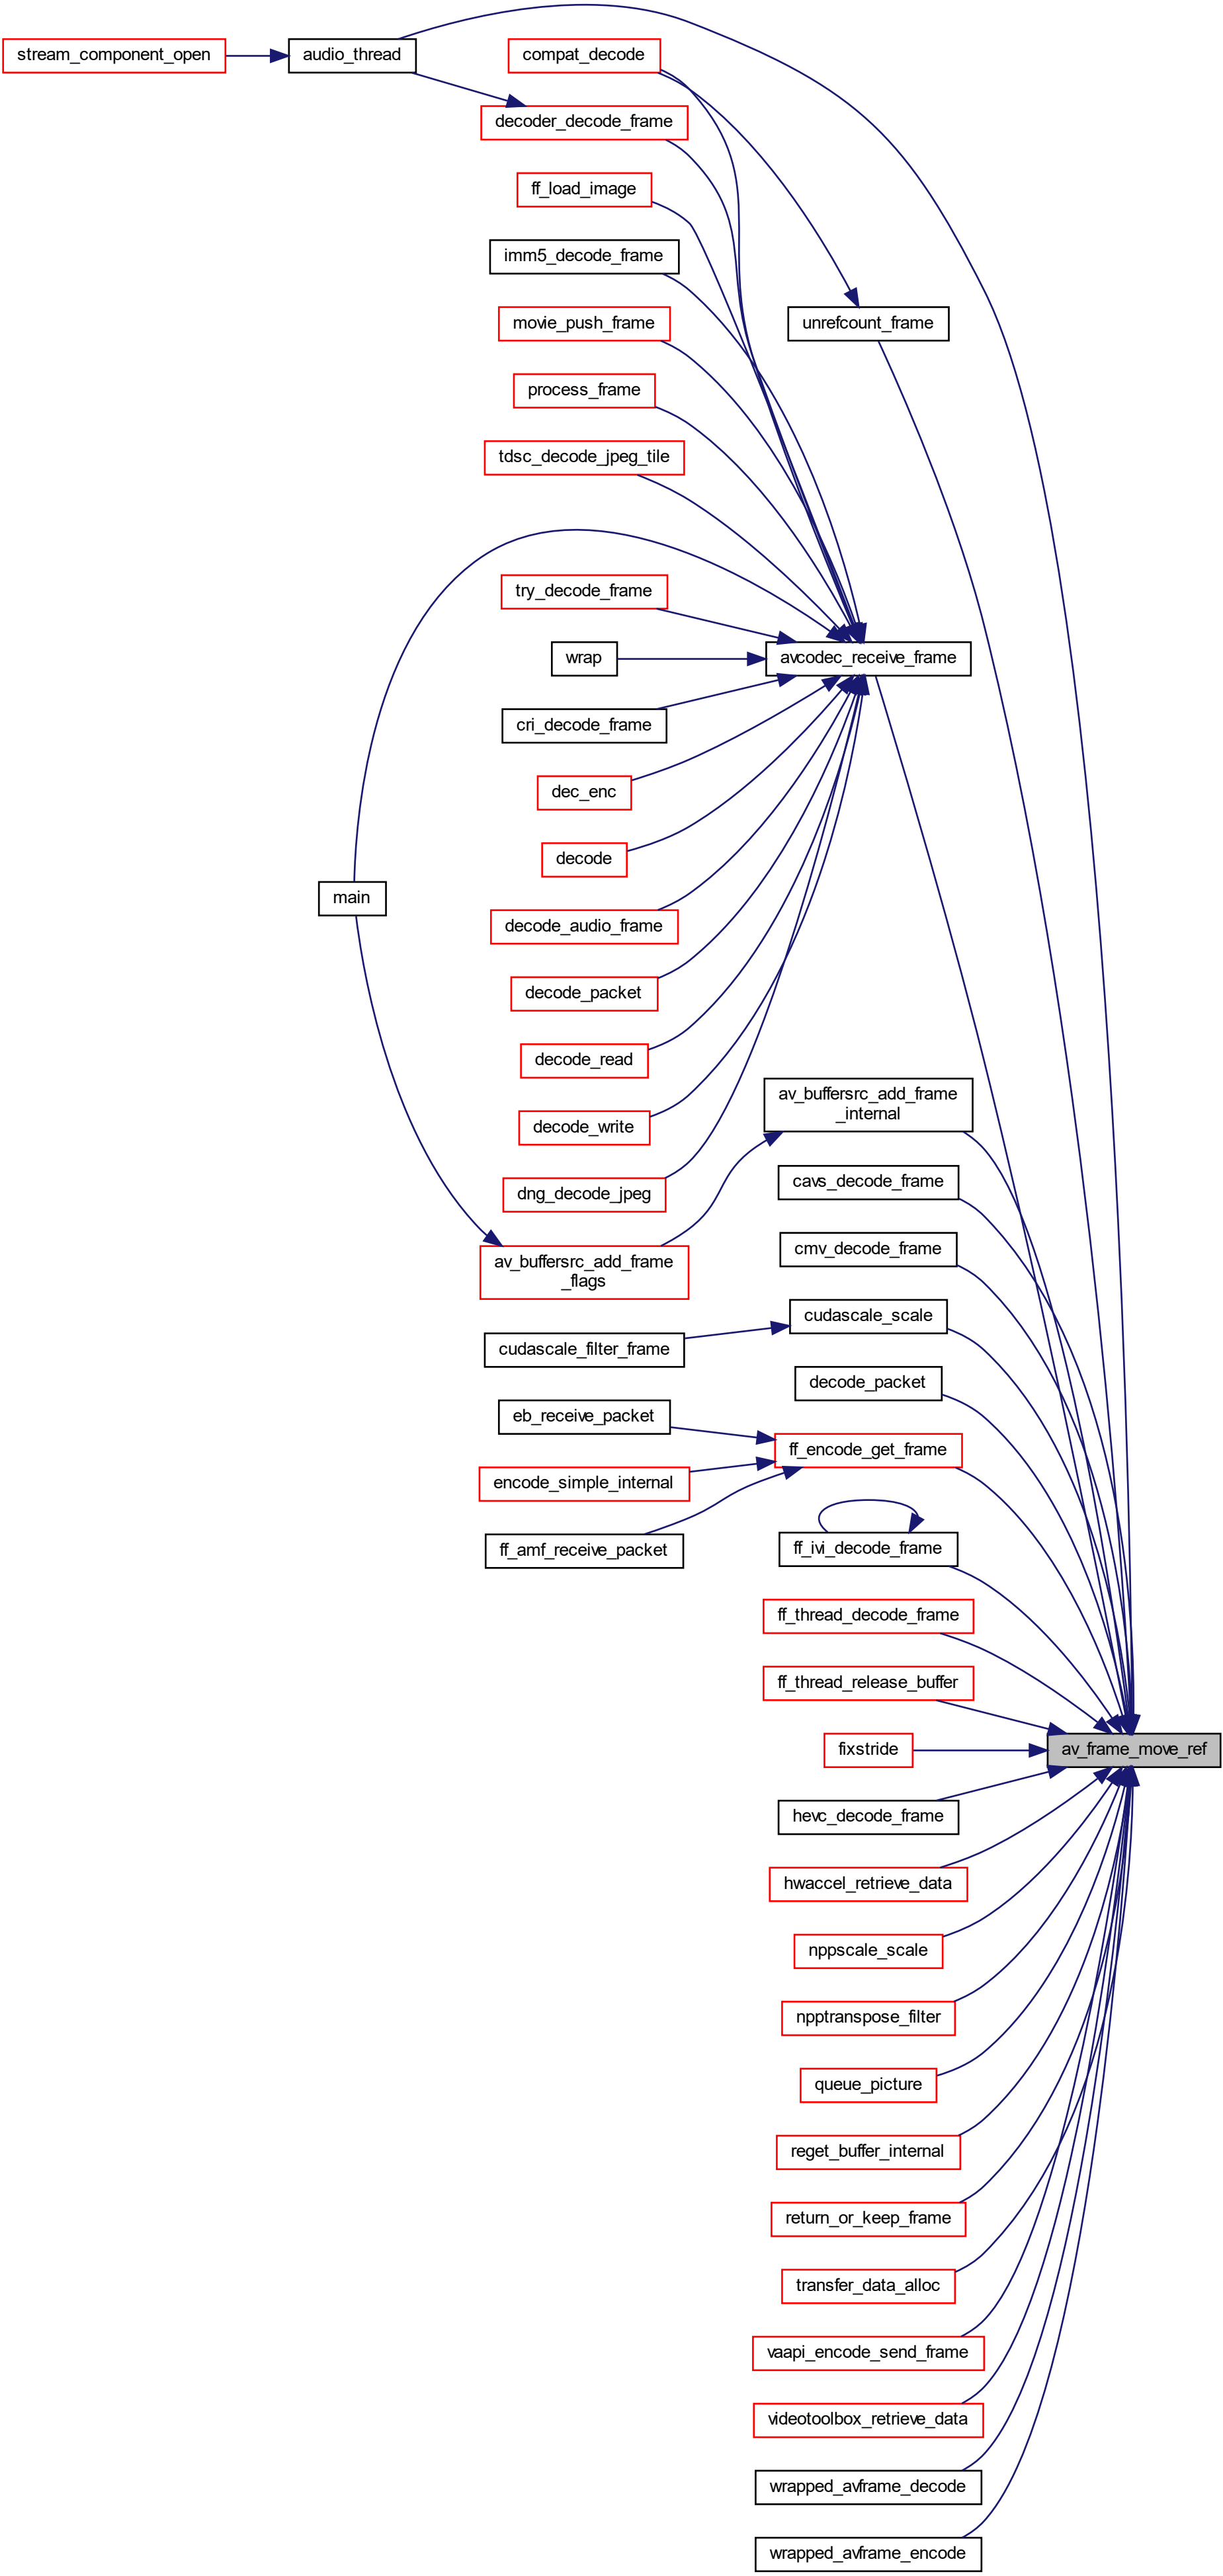 stream_component_open
audio_thread
compat_decode
decoder_decode_frame
ff_load_image
imm5_decode_frame
movie_push_frame
unrefcount_frame
process_frame
tdsc_decode_jpeg_tile
try_decode_frame
wrap
avcodec_receive_frame
cri_decode_frame
dec_enc
decode
main
decode_audio_frame
decode_packet
decode_read
decode_write
av_buffersrc_add_frame
_internal
dng_decode_jpeg
cavs_decode_frame
av_buffersrc_add_frame
_flags
cmv_decode_frame
cudascale_filter_frame
cudascale_scale
decode_packet
eb_receive_packet
ff_encode_get_frame
encode_simple_internal
ff_amf_receive_packet
ff_ivi_decode_frame
ff_thread_decode_frame
ff_thread_release_buffer
fixstride
av_frame_move_ref
hevc_decode_frame
hwaccel_retrieve_data
nppscale_scale
npptranspose_filter
queue_picture
reget_buffer_internal
return_or_keep_frame
transfer_data_alloc
vaapi_encode_send_frame
videotoolbox_retrieve_data
wrapped_avframe_decode
wrapped_avframe_encode